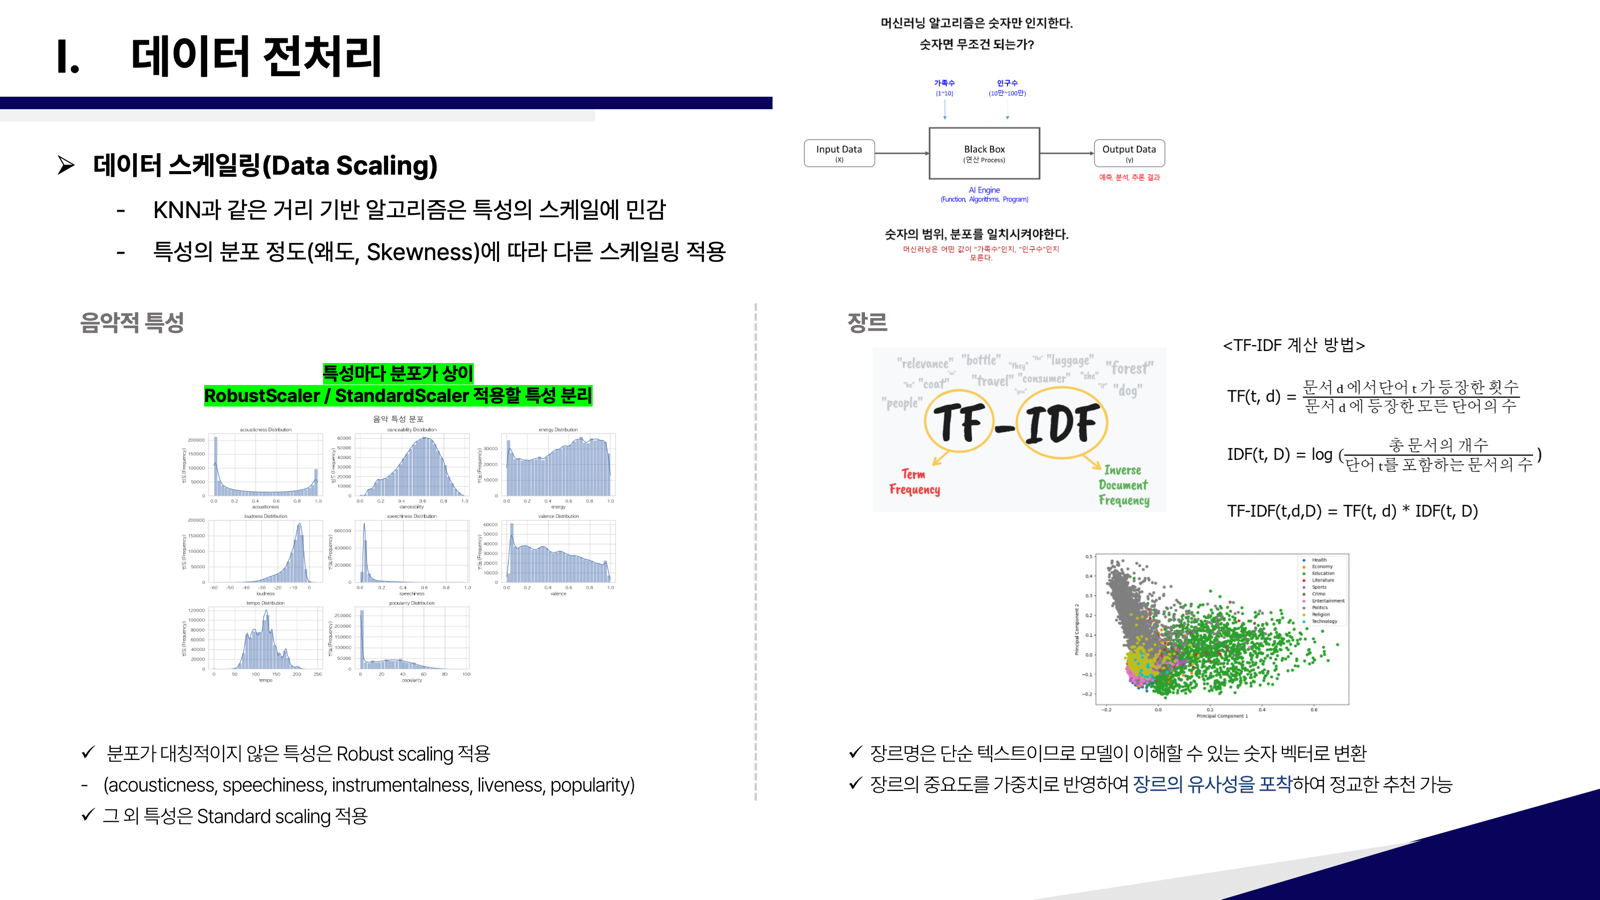 I. 데이터 전처리
머신러닝 알고리즘은 숫자만 인지한다.
숫자면 무조건 되는가?
가족수
(1~10)
인구수
(10만~100만)
Input Data
(X)
Black Box
(연산 Process)
Output Data
(y)
예측, 분석, 추론 결과
AI Engine
(Function, Algorithms, Program)
숫자의 범위, 분포를 일치시켜야한다.
머신러닝은 어떤 값이 "가족수"인지, "인구수"인지
모른다.
➢ 데이터 스케일링(Data Scaling)
- KNN과 같은 거리 기반 알고리즘은 특성의 스케일에 민감
- 특성의 분포 정도(왜도, Skewness)에 따라 다른 스케일링 적용
음악적 특성
특성마다 분포가 상이
RobustScaler / StandardScaler 적용할 특성 분리
음악 특성 분포
acousticness Distribution
danceability Distribution
energy Distribution
acousticness
danceability
energy
loudness Distribution
speechiness Distribution
valence Distribution
loudness
speechiness
valence
tempo Distribution
popularity Distribution
tempo
popularity
✓ 분포가 대칭적이지 않은 특성은 Robust scaling 적용
- (acousticness, speechiness, instrumentalness, liveness, popularity)
✓ 그 외 특성은 Standard scaling 적용
장르
"relevance" "bottle" "they" "the" "luggage" "forest"
"coat" "travel" "consumer" "she" "dog"
"people"
TF-IDF
Term
Frequency
Inverse
Document
Frequency
<TF-IDF 계산 방법>
TF(t, d) = 문서 d 에서 단어 t 가 등장한 횟수
문서 d 에 등장한 모든 단어의 수
IDF(t, D) = log ( 총 문서의 개수
단어 t를 포함하는 문서의 수 )
TF-IDF(t,d,D) = TF(t, d) * IDF(t, D)
Health
Economy
Education
Literature
Sports
Crime
Entertainment
Politics
Religion
Technology
Principal Component 2
Principal Component 1
✓ 장르명은 단순 텍스트이므로 모델이 이해할 수 있는 숫자 벡터로 변환
✓ 장르의 중요도를 가중치로 반영하여 장르의 유사성을 포착하여 정교한 추천 가능